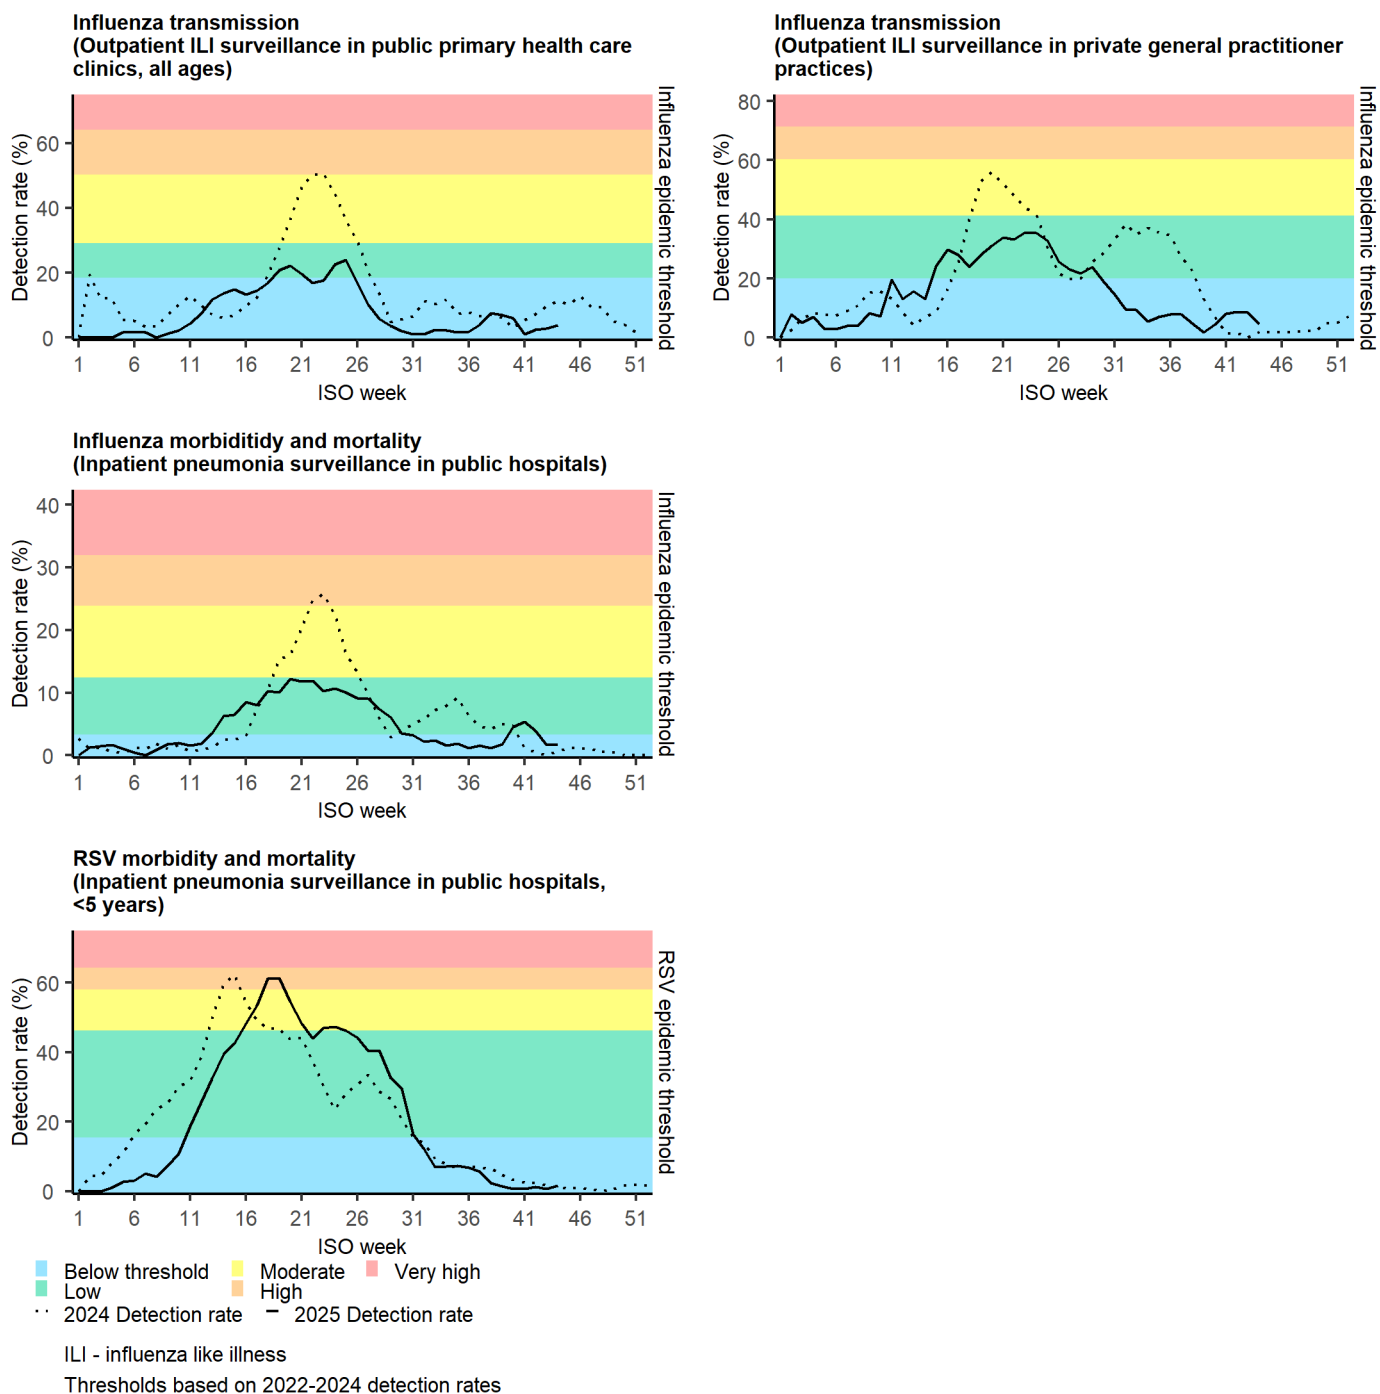 Influenza transmission
(Outpatient ILI surveillance in public primary health care
clinics, all ages)
Detection rate (%)
60
40
20
0
1 6 11 16 21 26 31 36 41 46 51
ISO week
Influenza epidemic threshold
Influenza transmission
(Outpatient ILI surveillance in private general practitioner
practices)
Detection rate (%)
80
60
40
20
0
1 6 11 16 21 26 31 36 41 46 51
ISO week
Influenza epidemic threshold
Influenza morbiditidy and mortality
(Inpatient pneumonia surveillance in public hospitals)
Detection rate (%)
40
30
20
10
0
1 6 11 16 21 26 31 36 41 46 51
ISO week
Influenza epidemic threshold
RSV morbidity and mortality
(Inpatient pneumonia surveillance in public hospitals,
<5 years)
Detection rate (%)
60
40
20
0
1 6 11 16 21 26 31 36 41 46 51
ISO week
RSV epidemic threshold
Below threshold Moderate Very high
Low High
2024 Detection rate 2025 Detection rate
ILI - influenza like illness
Thresholds based on 2022-2024 detection rates